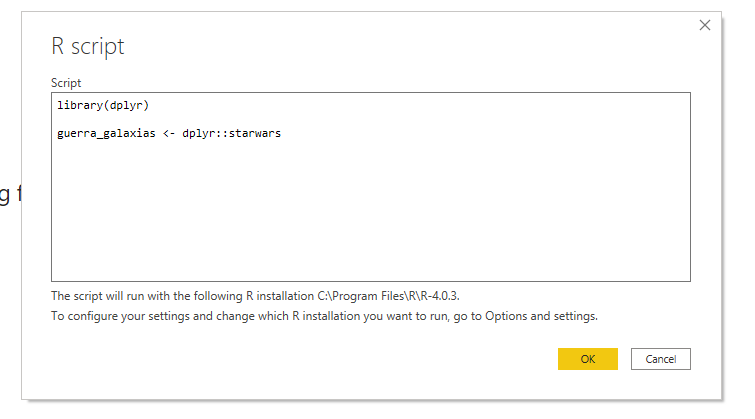 R script
Script
library(dplyr)
guerra_galaxias <- dplyr::starwars
g f
The script will run with the following R installation C:\Program Files\R\R-4.0.3.
To configure your settings and change which R installation you want to run, go to Options and settings.
OK
Cancel